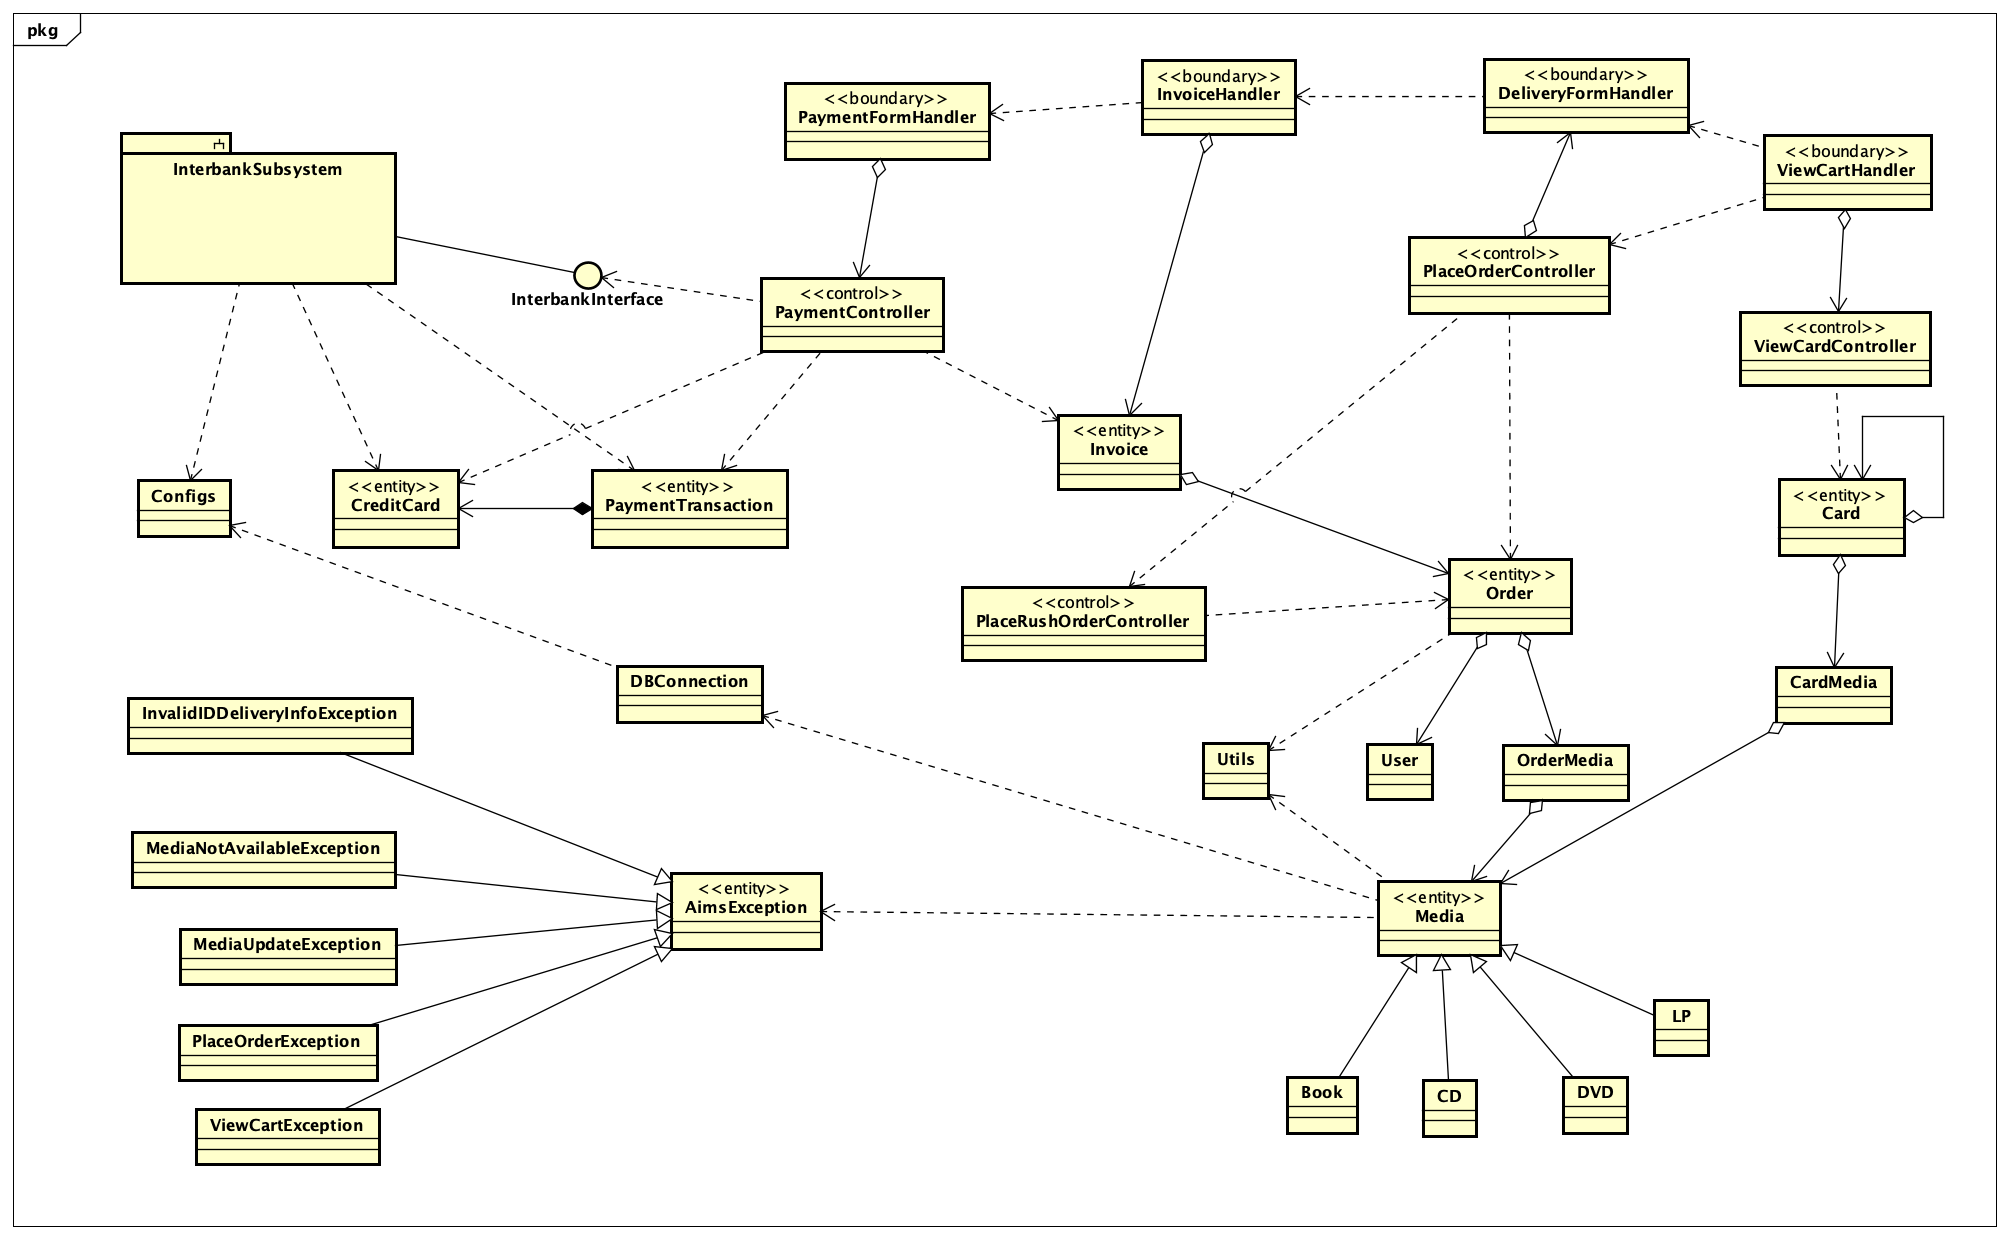 pkg
<<boundary>>
PaymentFormHandler
<<boundary>>
InvoiceHandler
<<boundary>>
DeliveryFormHandler
<<boundary>>
ViewCartHandler
InterbankSubsystem
InterbankInterface
<<control>>
PaymentController
<<control>>
PlaceOrderController
<<control>>
ViewCardController
Configs
<<entity>>
CreditCard
<<entity>>
PaymentTransaction
<<entity>>
Invoice
<<entity>>
Card
<<control>>
PlaceRushOrderController
<<entity>>
Order
DBConnection
CardMedia
InvalidIDDeliveryInfoException
Utils
User
OrderMedia
MediaNotAvailableException
<<entity>>
AimsException
<<entity>>
Media
MediaUpdateException
PlaceOrderException
LP
ViewCartException
Book
CD
DVD